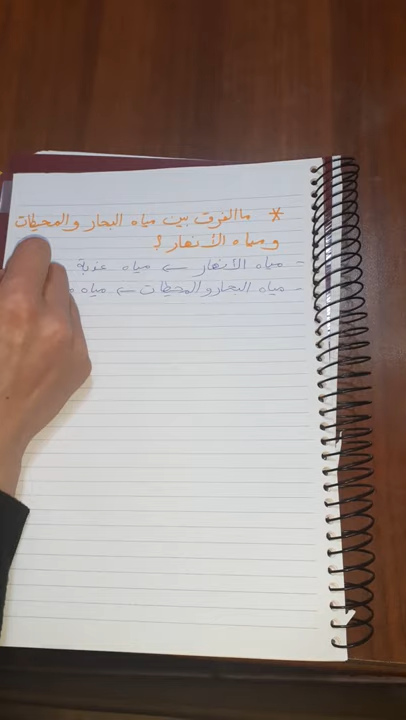 * ما الفرق بين مياه البحار والمحيطات
ومياه الأنهار؟
- مياه الأنهار ← مياه عذبة
- مياه البحار والمحيطات ← مياه